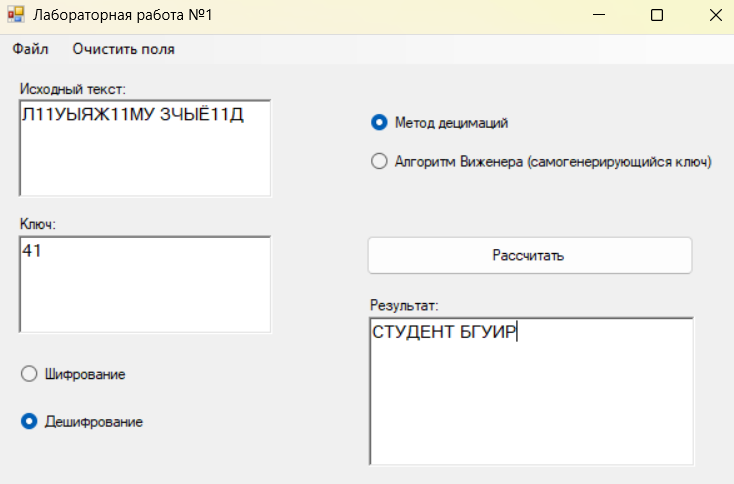 Лабораторная работа №1
Файл Очистить поля
Исходный текст:
Л11УЫЯЖ11МУ ЗЧЫЁ11Д
Метод децимаций
Алгоритм Виженера (самогенерирующийся ключ)
Ключ:
41
Рассчитать
Результат:
СТУДЕНТ БГУИР
Шифрование
Дешифрование